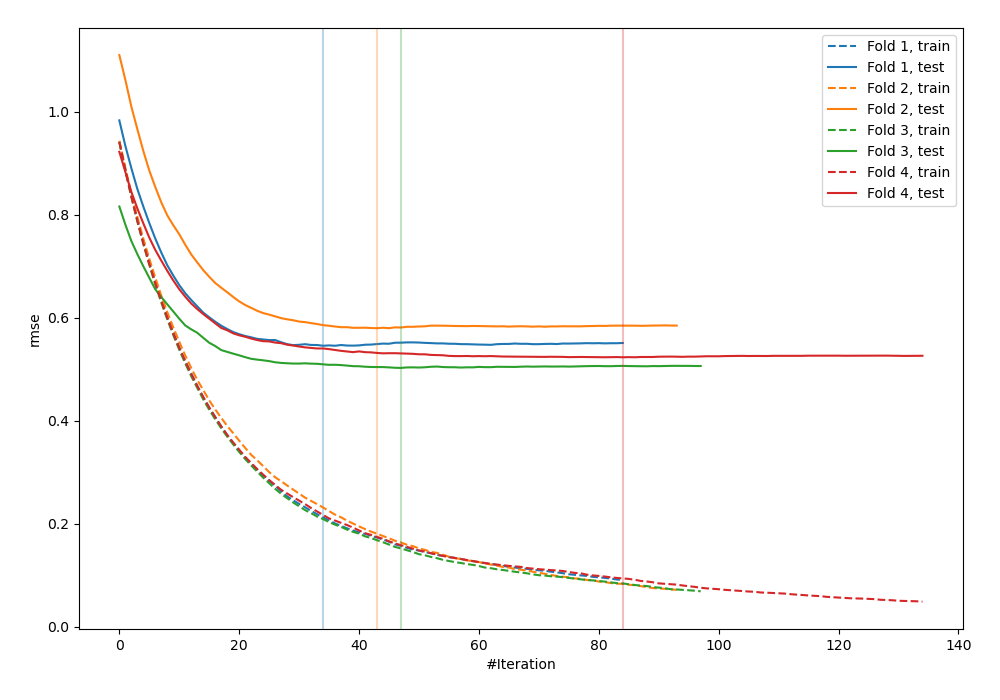 Fold 1, train
Fold 1, test
Fold 2, train
Fold 2, test
Fold 3, train
Fold 3, test
Fold 4, train
Fold 4, test
1.0
0.8
0.6
0.4
0.2
0.0
rmse
0 20 40 60 80 100 120 140
#Iteration